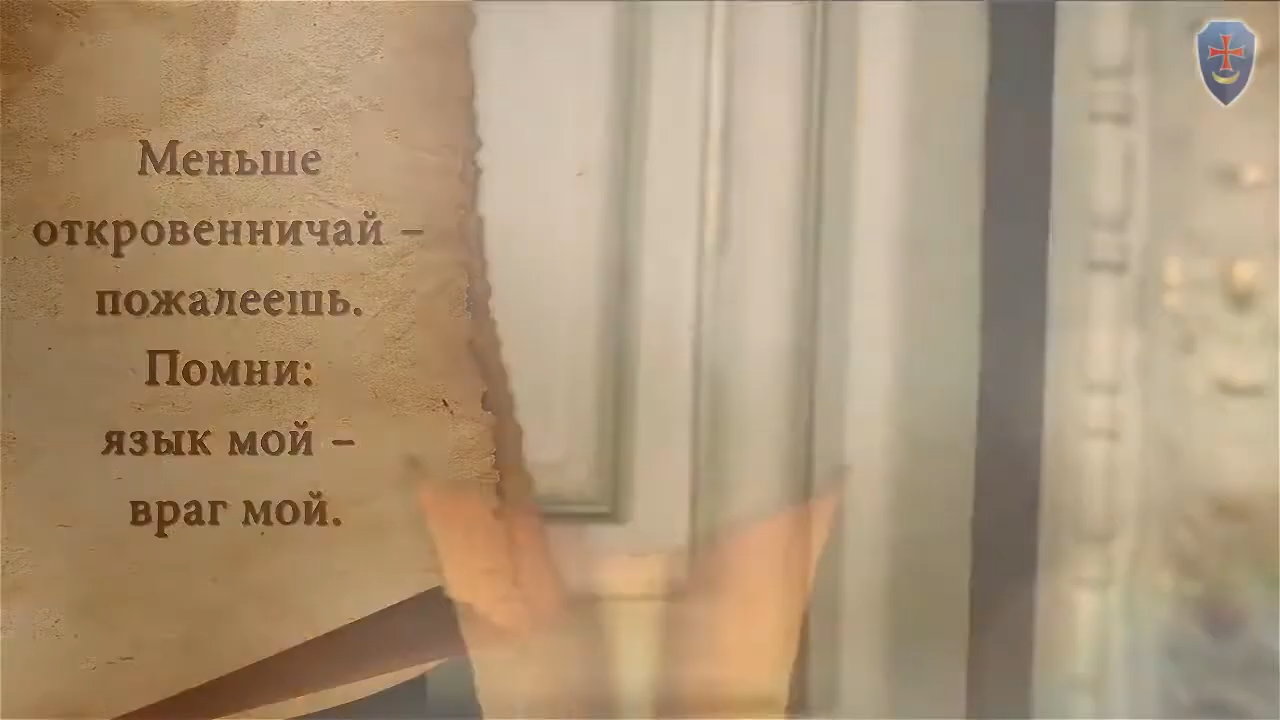 Меньше
откровенничай –
пожалеешь.
Помни:
язык мой –
враг мой.